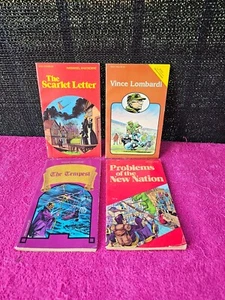 The
Scarlet Letter
Vince Lombardi
The Tempest
Problems
of the
New Nation